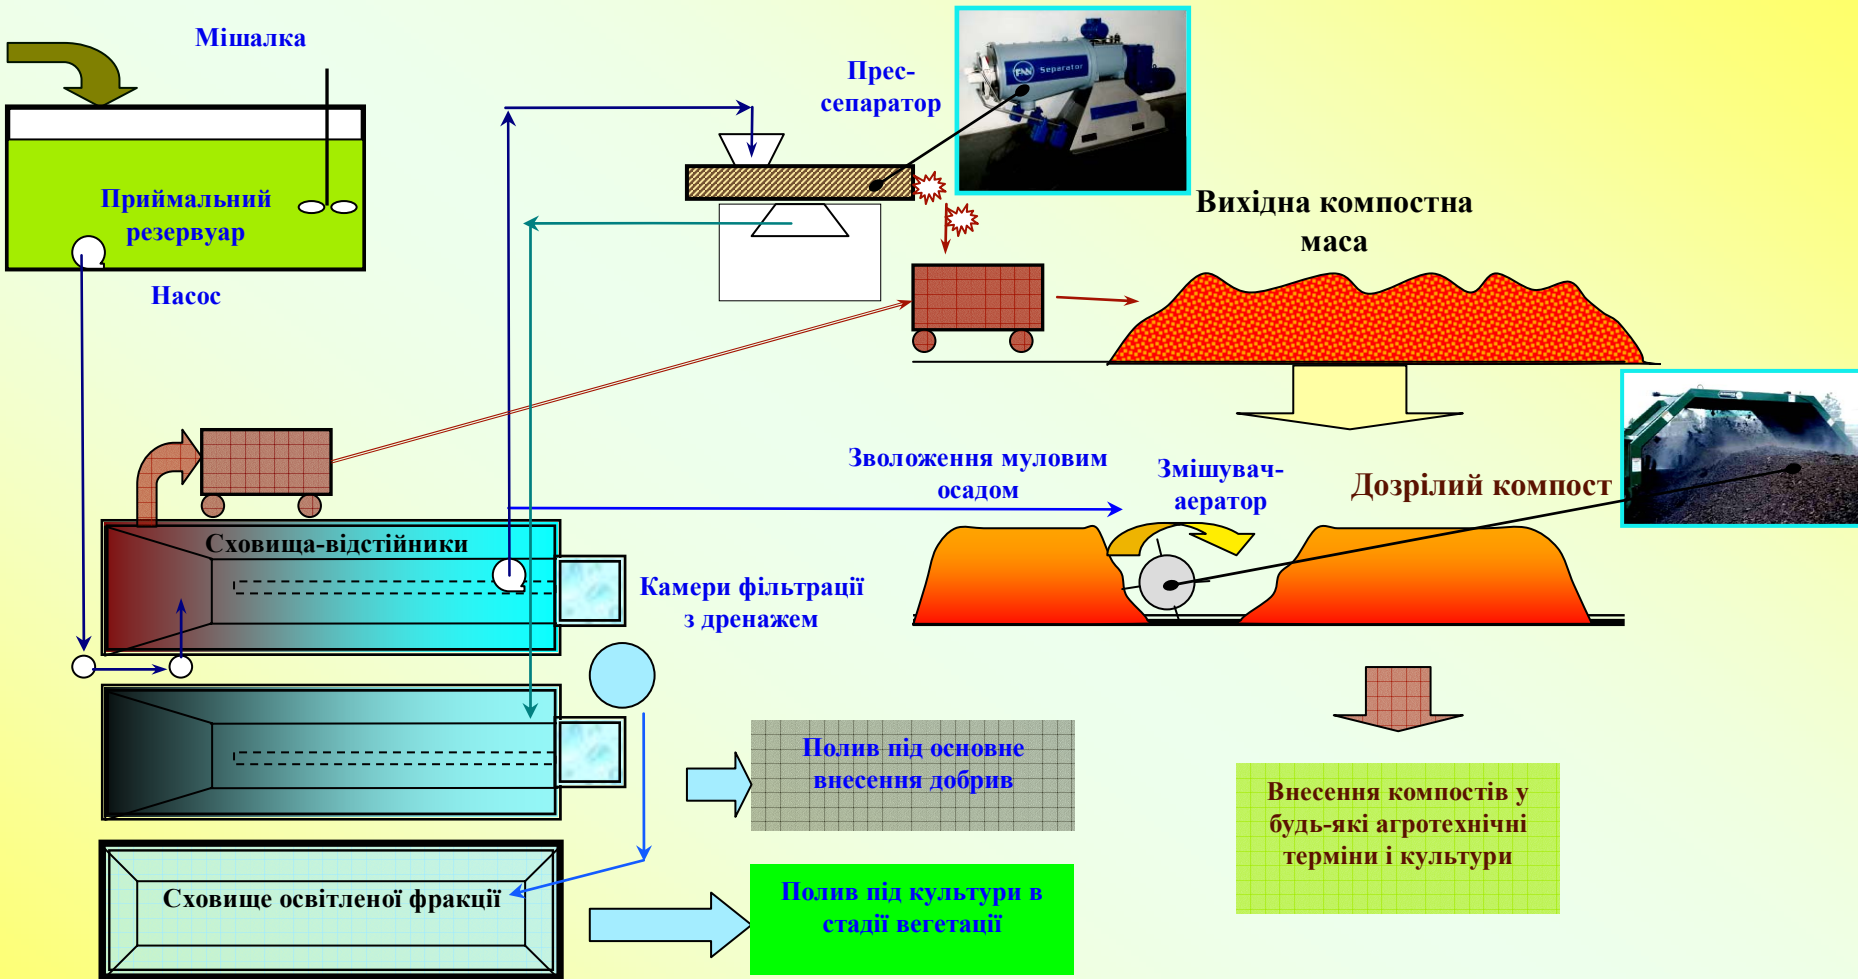 Мішалка
Прес-
сепаратор
FAN Separator
Приймальний
резервуар
Насос
Вихідна компостна
маса
Зволоження муловим
осадом
Змішувач-
аератор
Дозрілий компост
Сховища-відстійники
Камери фільтрації
з дренажем
Полив під основне
внесення добрив
Внесення компостів у
будь-які агротехнічні
терміни і культури
Сховище освітленої фракції
Полив під культури в
стадії вегетації